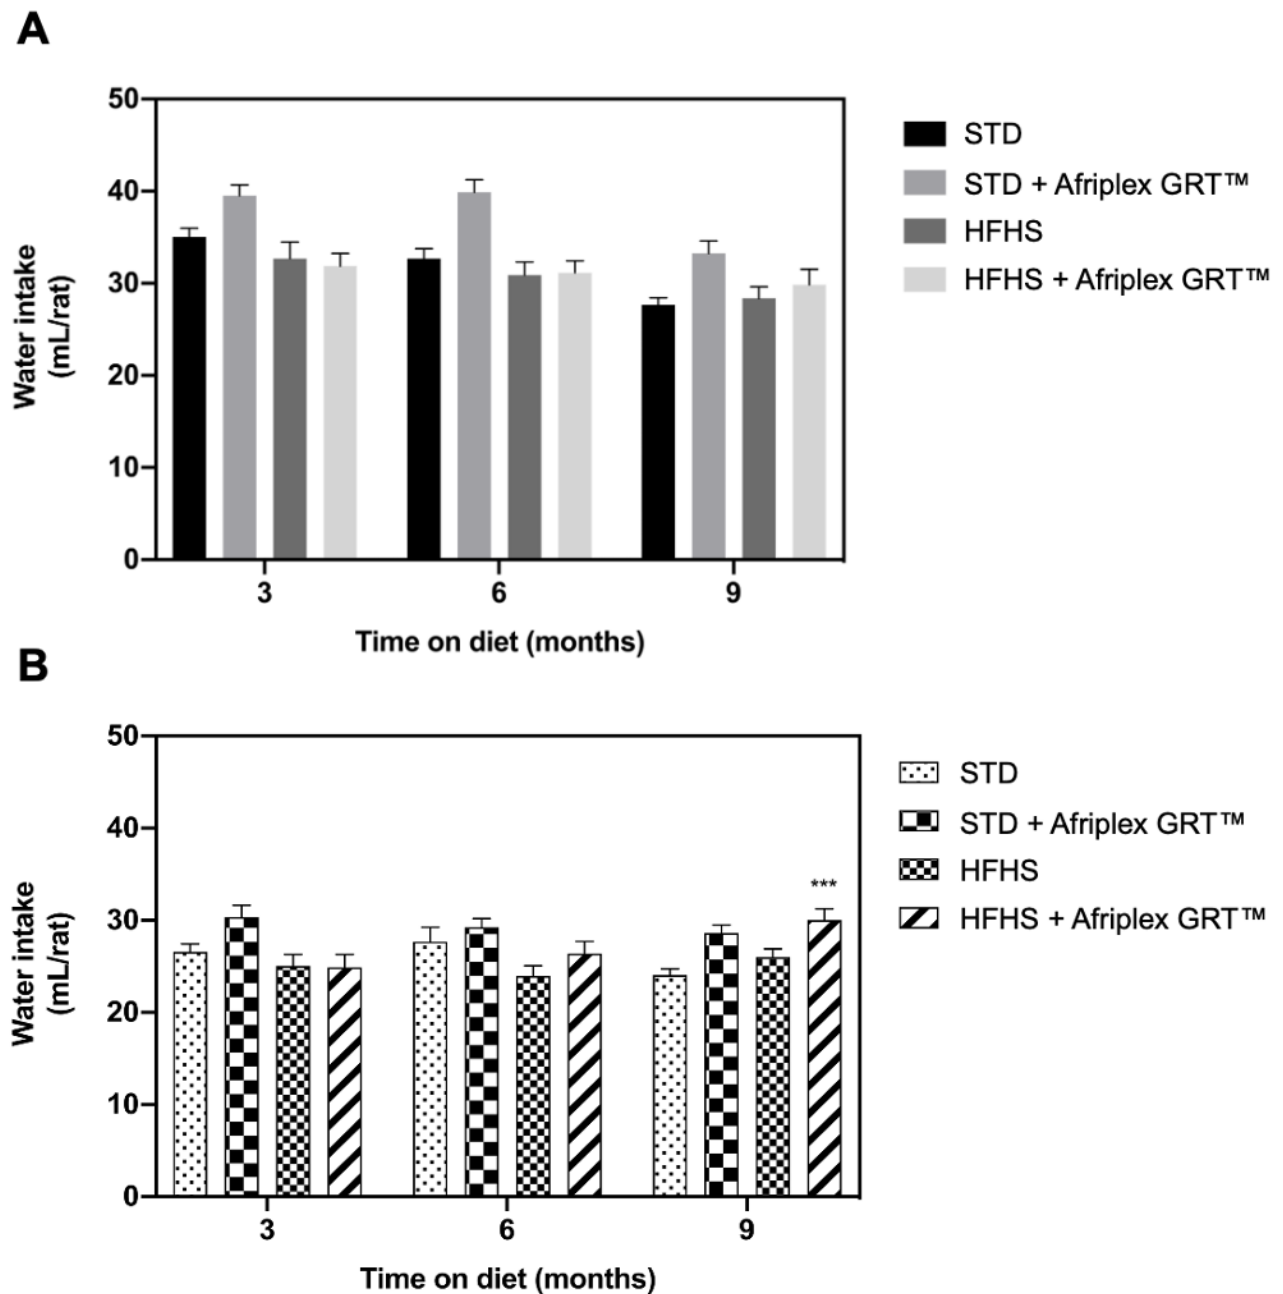 A
50
40
30
20
10
0
Water intake
(mL/rat)
3 6 9
Time on diet (months)
STD
STD + Afriplex GRT™
HFHS
HFHS + Afriplex GRT™
B
50
40
30
20
10
0
Water intake
(mL/rat)
***
3 6 9
Time on diet (months)
STD
STD + Afriplex GRT™
HFHS
HFHS + Afriplex GRT™